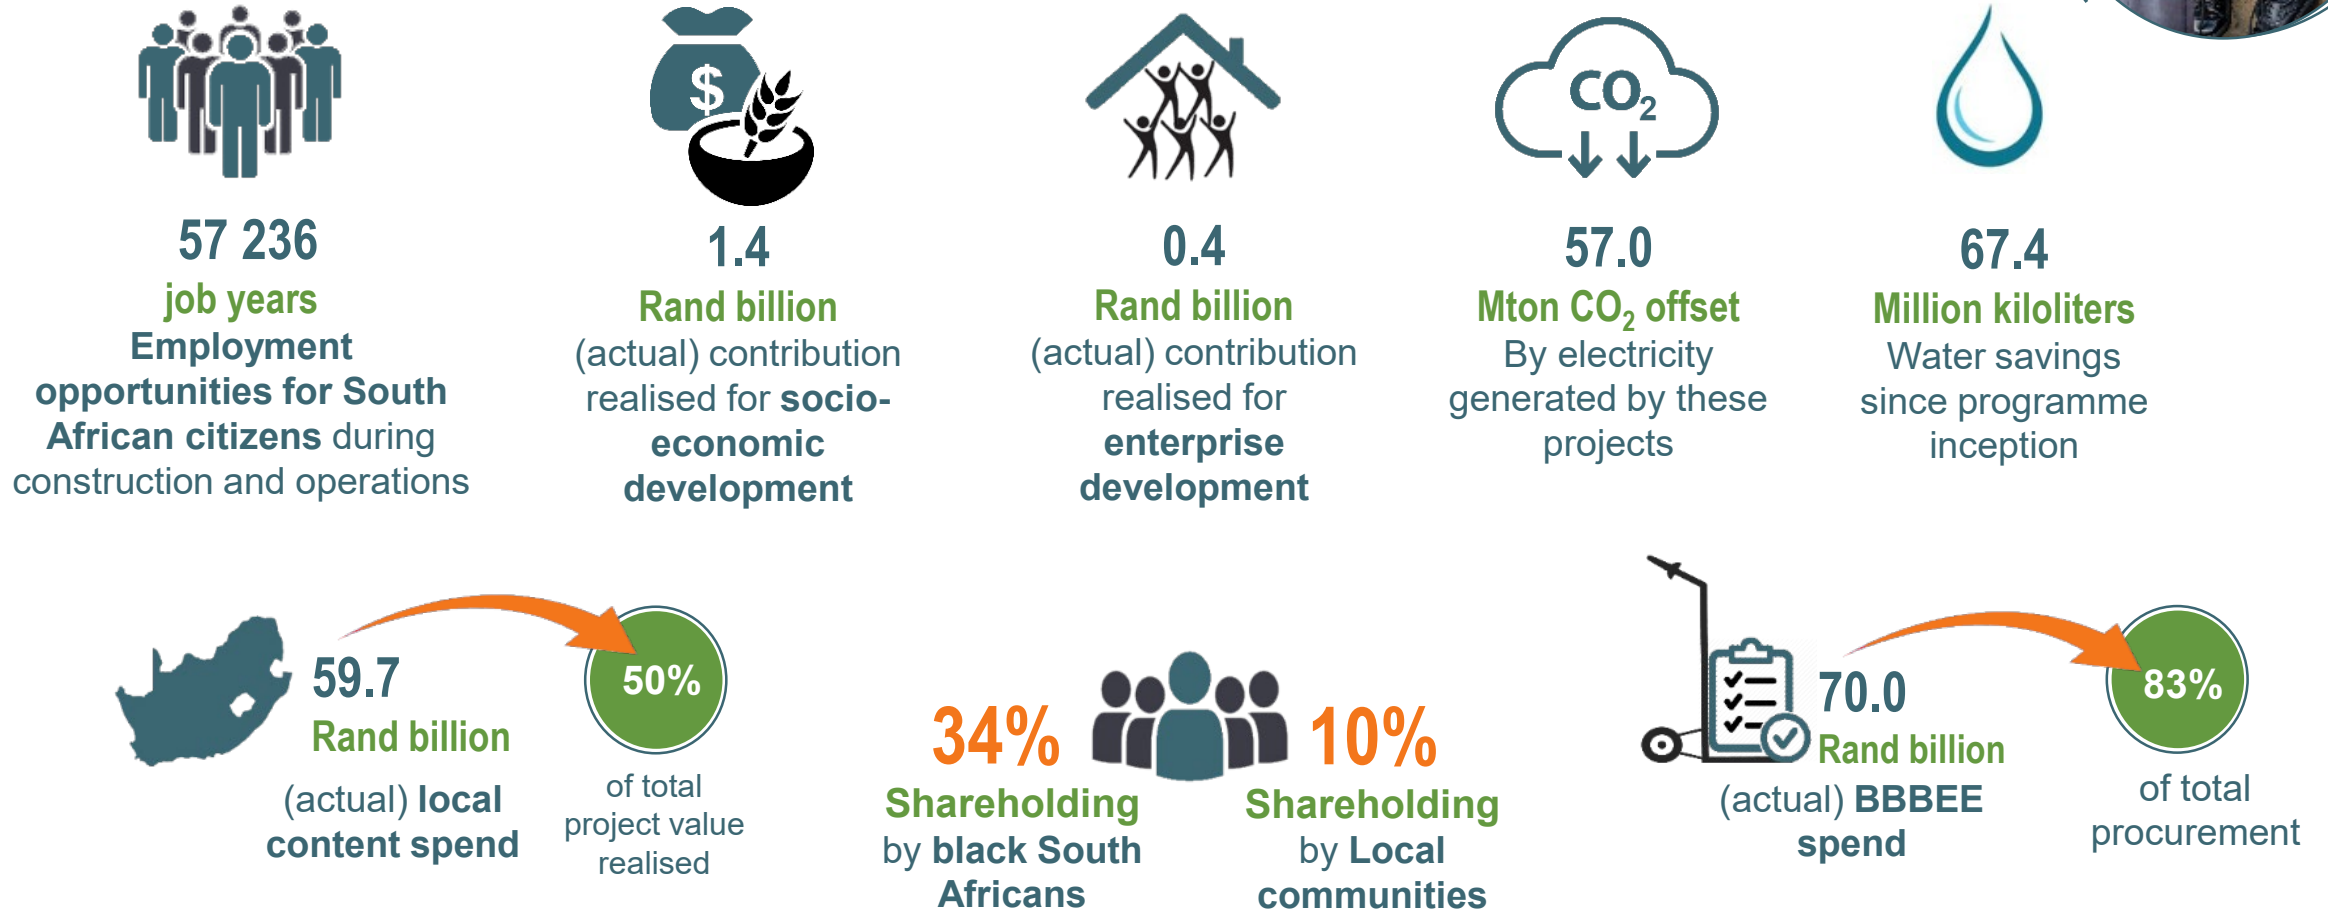 $
57 236
job years
Employment
opportunities for South
African citizens during
construction and operations
1.4
Rand billion
(actual) contribution
realised for socio-
economic
development
0.4
Rand billion
(actual) contribution
realised for
enterprise
development
CO₂
57.0
Mton CO₂ offset
By electricity
generated by these
projects
67.4
Million kiloliters
Water savings
since programme
inception
59.7
Rand billion
(actual) local
content spend
50%
of total
project value
realised
34%
Shareholding
by black South
Africans
10%
Shareholding
by Local
communities
70.0
Rand billion
(actual) BBBEE
spend
83%
of total
procurement